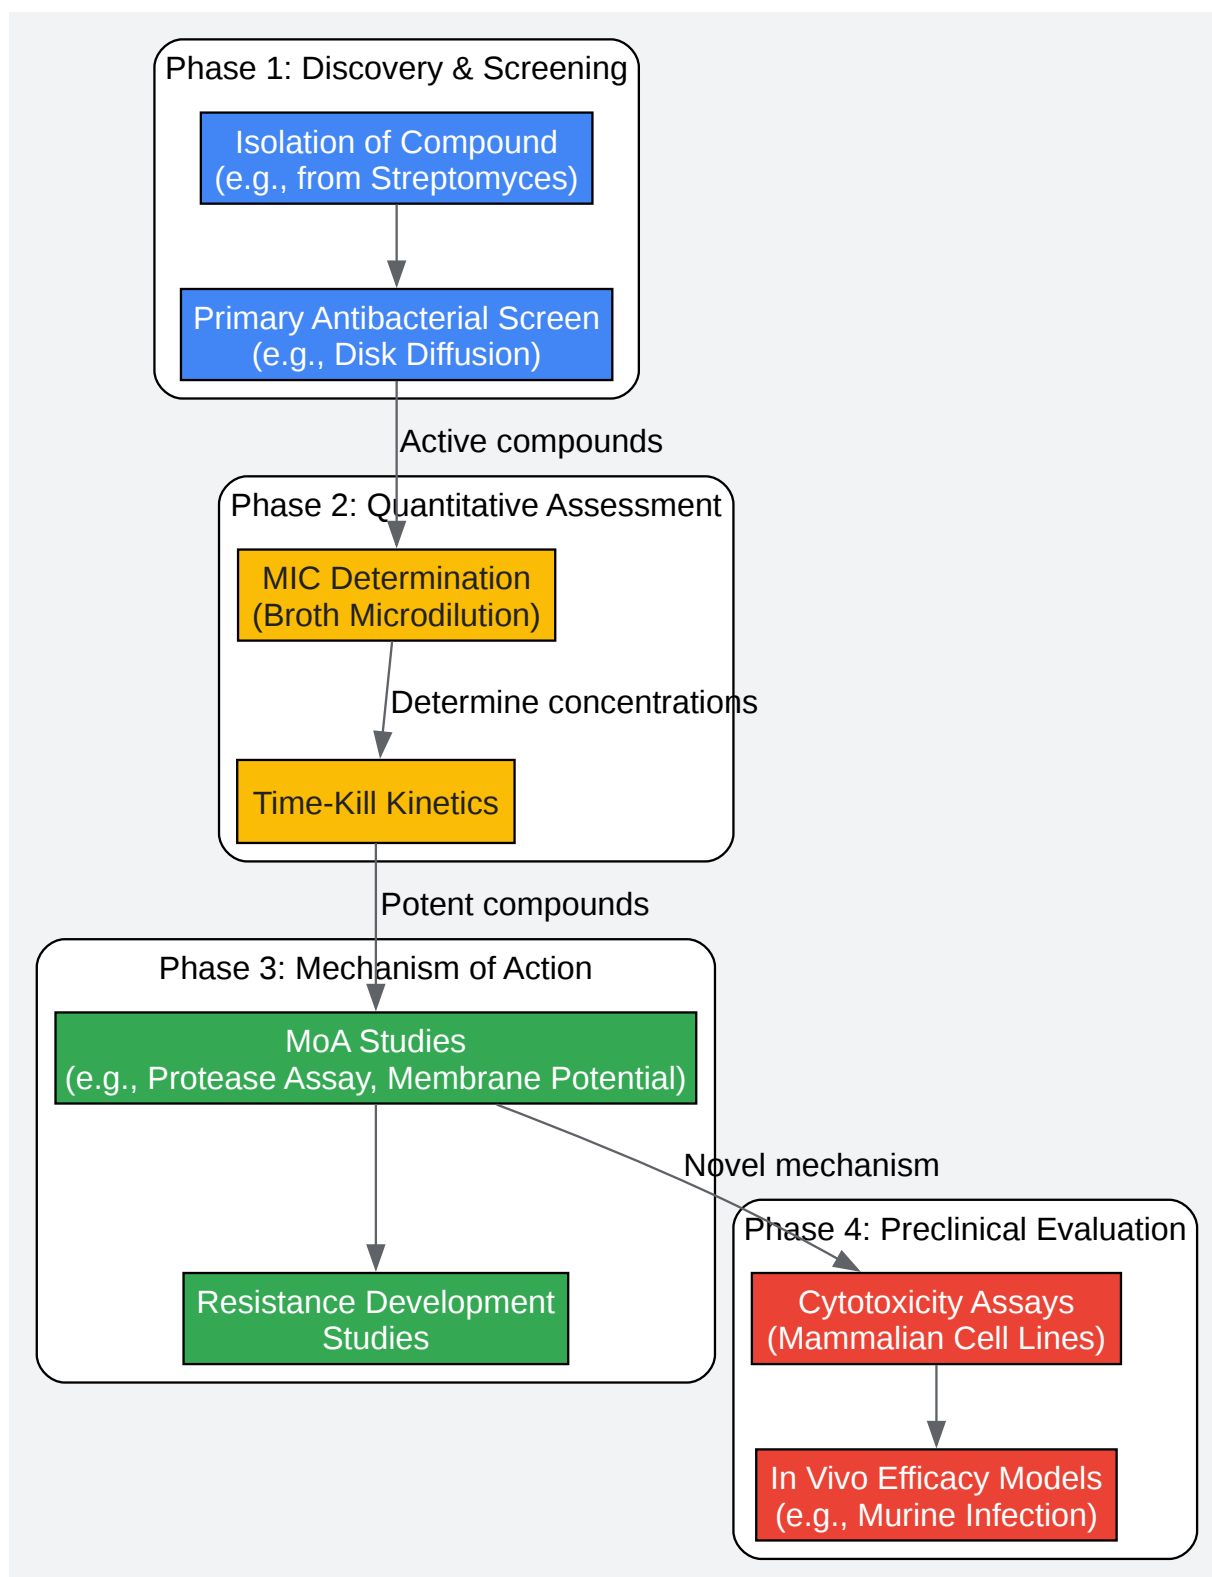 Phase 1: Discovery & Screening
Isolation of Compound
(e.g., from Streptomyces)
Primary Antibacterial Screen
(e.g., Disk Diffusion)
Active compounds
Phase 2: Quantitative Assessment
MIC Determination
(Broth Microdilution)
Determine concentrations
Time-Kill Kinetics
Potent compounds
Phase 3: Mechanism of Action
MoA Studies
(e.g., Protease Assay, Membrane Potential)
Novel mechanism
Resistance Development
Studies
Phase 4: Preclinical Evaluation
Cytotoxicity Assays
(Mammalian Cell Lines)
In Vivo Efficacy Models
(e.g., Murine Infection)